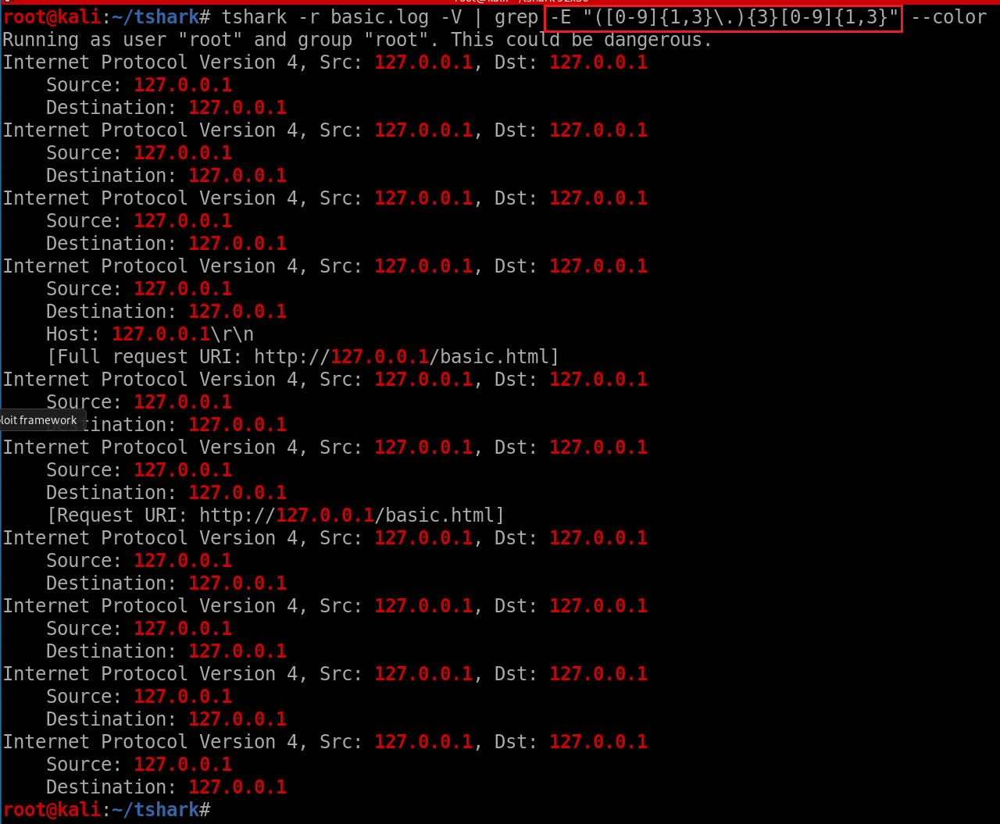 root@kali:~/tshark# tshark -r basic.log -V | grep -E "([0-9]{1,3}\.){3}[0-9]{1,3}" --color
Running as user "root" and group "root". This could be dangerous.
Internet Protocol Version 4, Src: 127.0.0.1, Dst: 127.0.0.1
    Source: 127.0.0.1
    Destination: 127.0.0.1
Internet Protocol Version 4, Src: 127.0.0.1, Dst: 127.0.0.1
    Source: 127.0.0.1
    Destination: 127.0.0.1
Internet Protocol Version 4, Src: 127.0.0.1, Dst: 127.0.0.1
    Source: 127.0.0.1
    Destination: 127.0.0.1
Internet Protocol Version 4, Src: 127.0.0.1, Dst: 127.0.0.1
    Source: 127.0.0.1
    Destination: 127.0.0.1
    Host: 127.0.0.1\r\n
    [Full request URI: http://127.0.0.1/basic.html]
Internet Protocol Version 4, Src: 127.0.0.1, Dst: 127.0.0.1
    Source: 127.0.0.1
loit framework
tination: 127.0.0.1
Internet Protocol Version 4, Src: 127.0.0.1, Dst: 127.0.0.1
    Source: 127.0.0.1
    Destination: 127.0.0.1
    [Request URI: http://127.0.0.1/basic.html]
Internet Protocol Version 4, Src: 127.0.0.1, Dst: 127.0.0.1
    Source: 127.0.0.1
    Destination: 127.0.0.1
Internet Protocol Version 4, Src: 127.0.0.1, Dst: 127.0.0.1
    Source: 127.0.0.1
    Destination: 127.0.0.1
Internet Protocol Version 4, Src: 127.0.0.1, Dst: 127.0.0.1
    Source: 127.0.0.1
    Destination: 127.0.0.1
Internet Protocol Version 4, Src: 127.0.0.1, Dst: 127.0.0.1
    Source: 127.0.0.1
    Destination: 127.0.0.1
root@kali:~/tshark#